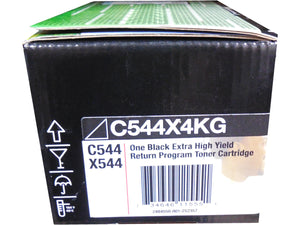 C544X4KG
C544
X544
One Black Extra High Yield
Return Program Toner Cartridge